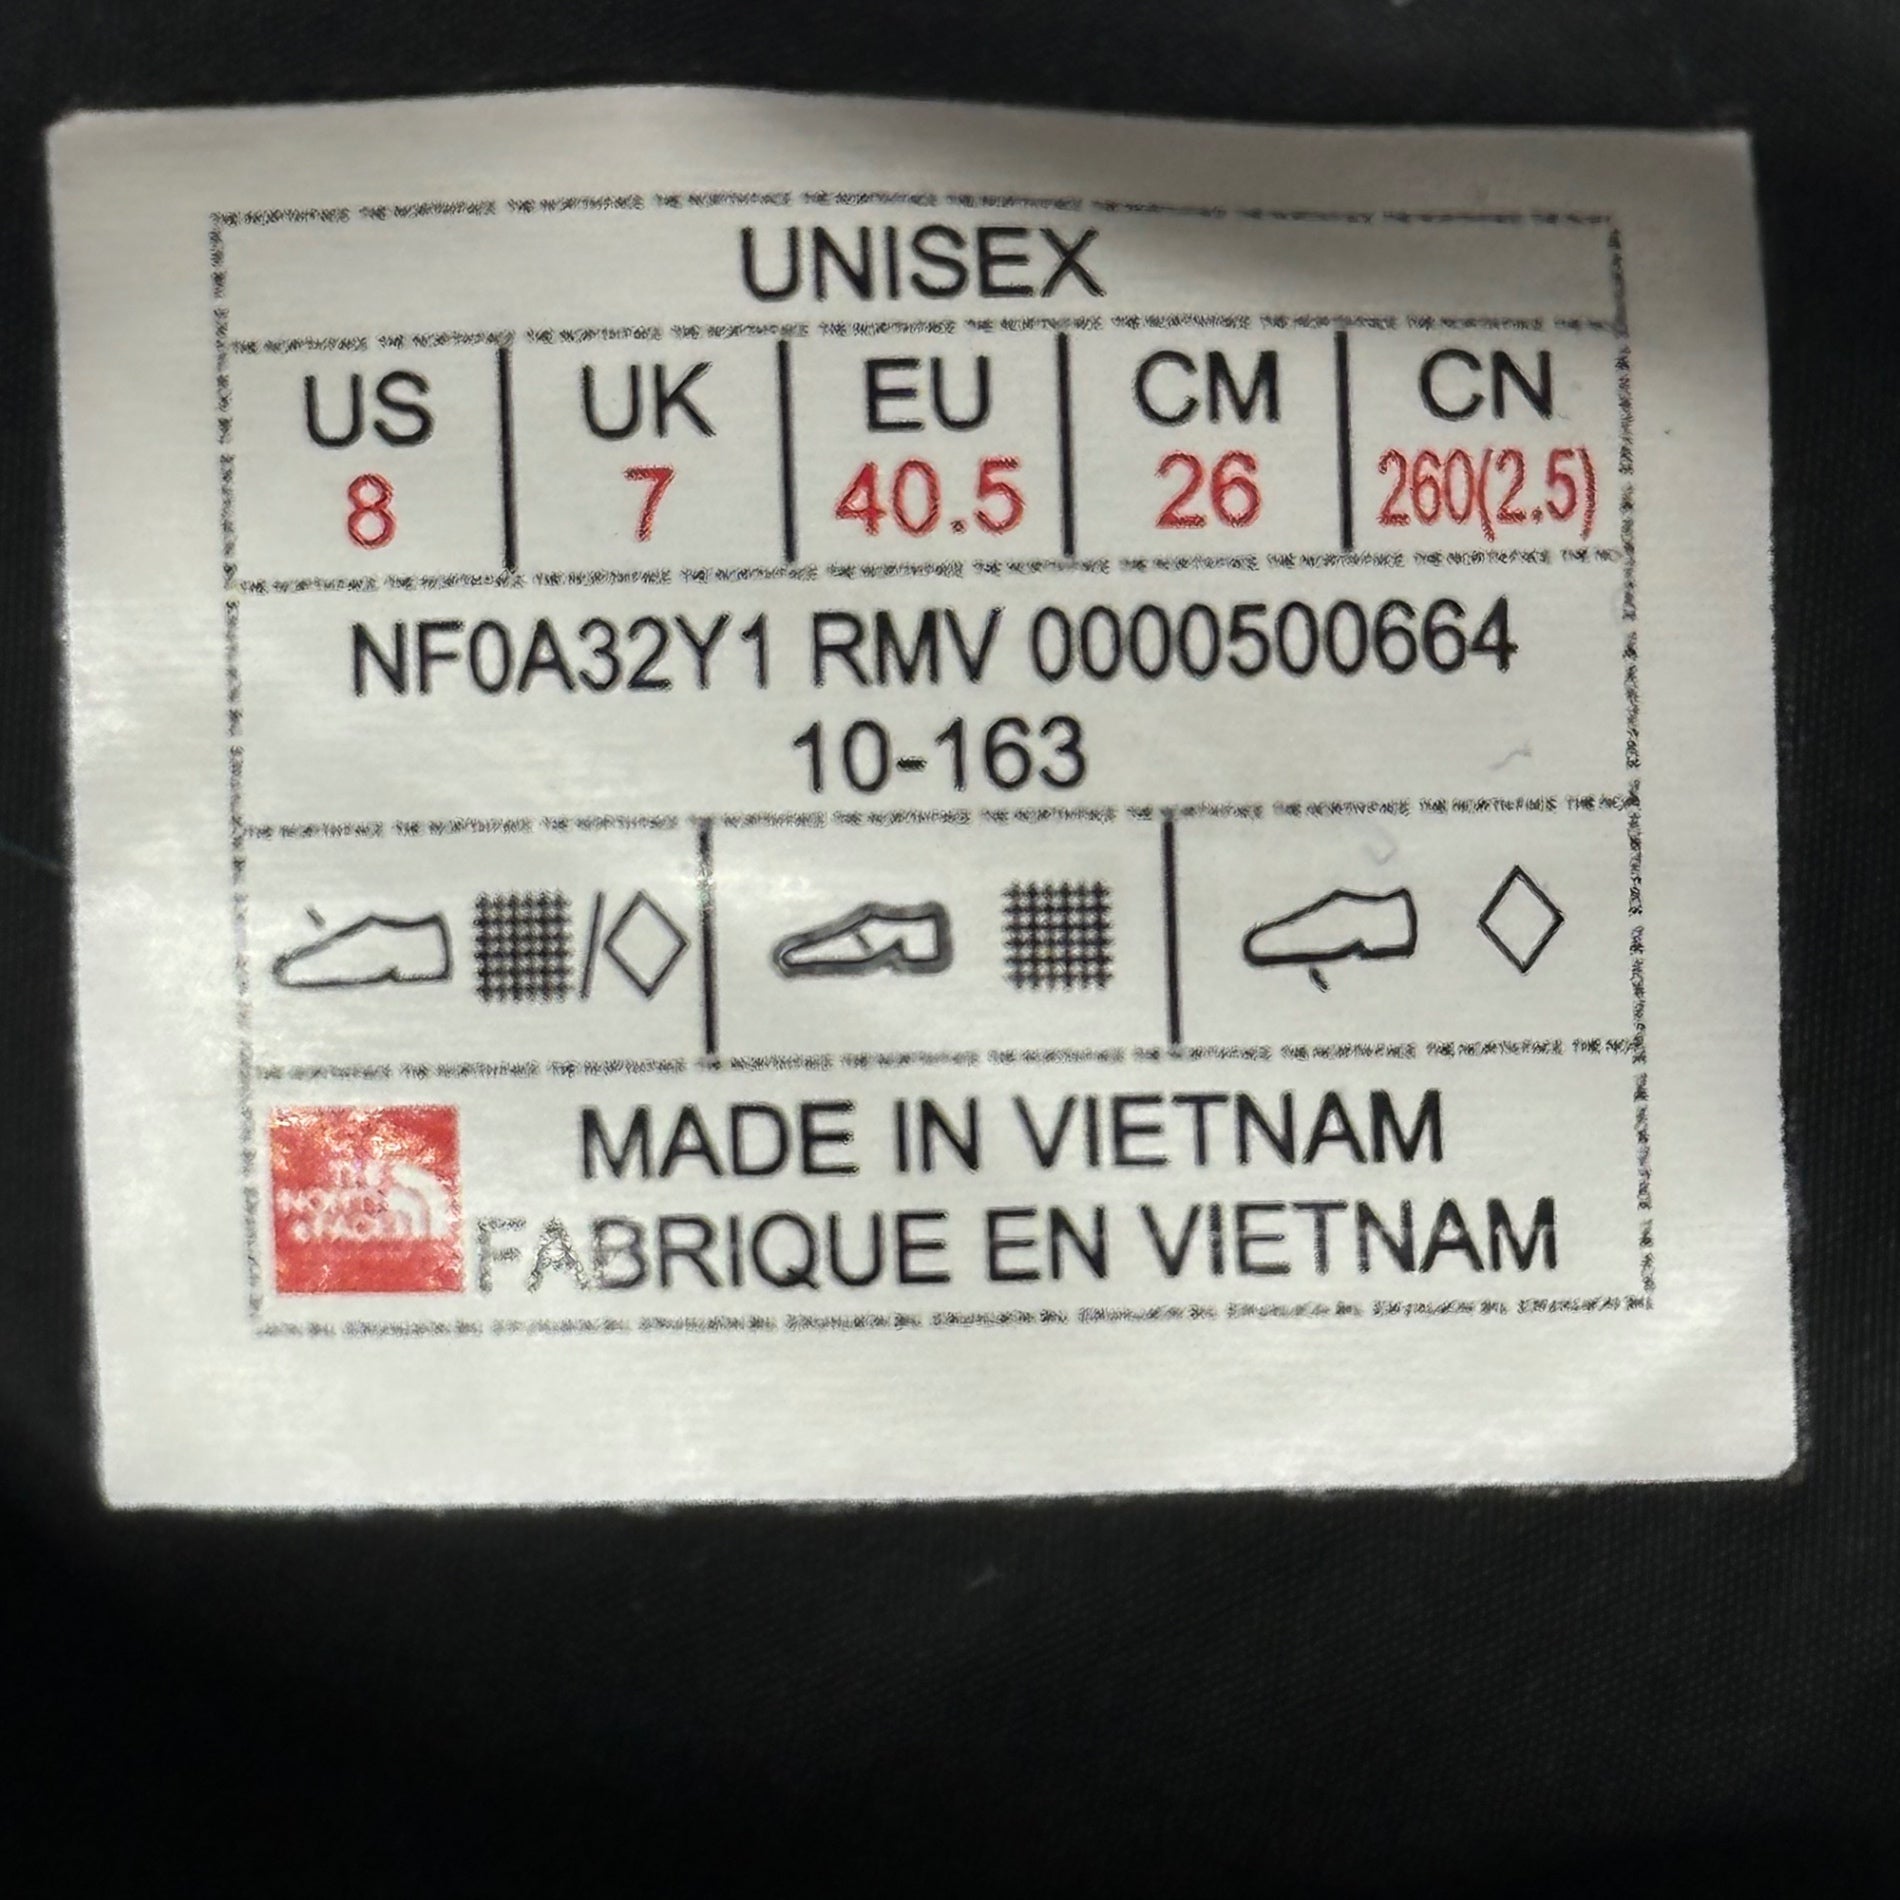 UNISEX
US UK EU CM CN
8 7 40.5 26 260(2.5)
NF0A32Y1 RMV 0000500664
10-163
MADE IN VIETNAM
FABRIQUE EN VIETNAM